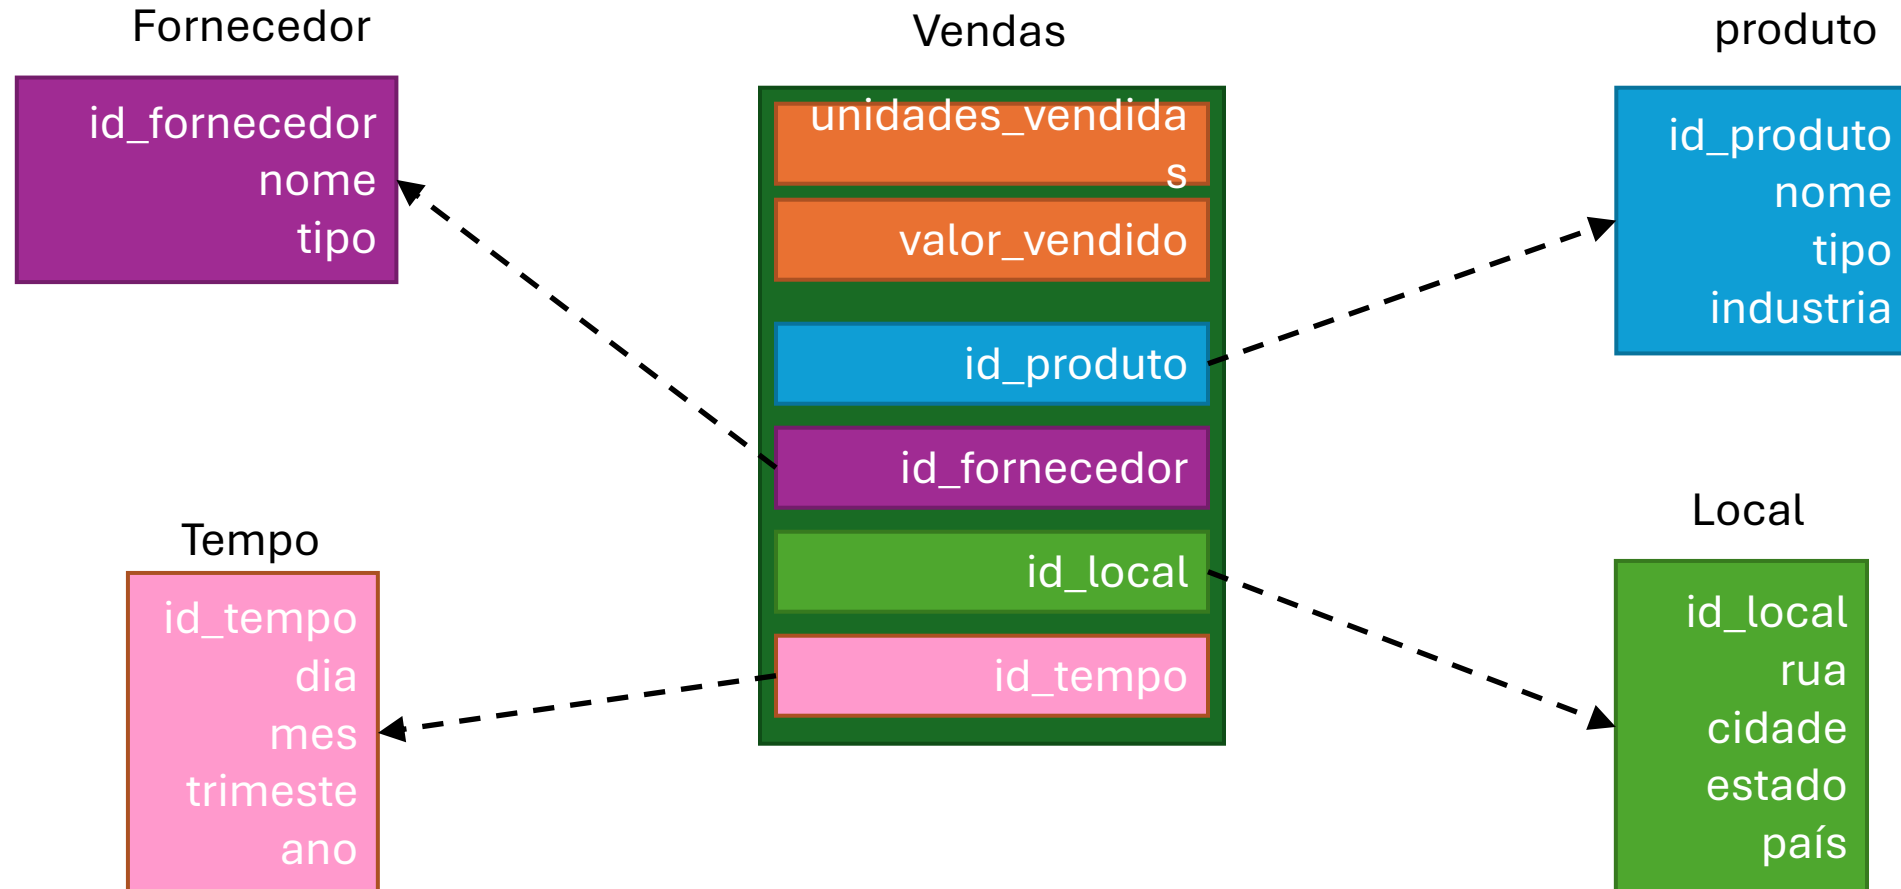 Fornecedor
id_fornecedor
nome
tipo
Vendas
unidades_vendida
s
valor_vendido
id_produto
id_fornecedor
id_local
id_tempo
produto
id_produto
nome
tipo
industria
Tempo
id_tempo
dia
mes
trimeste
ano
Local
id_local
rua
cidade
estado
país